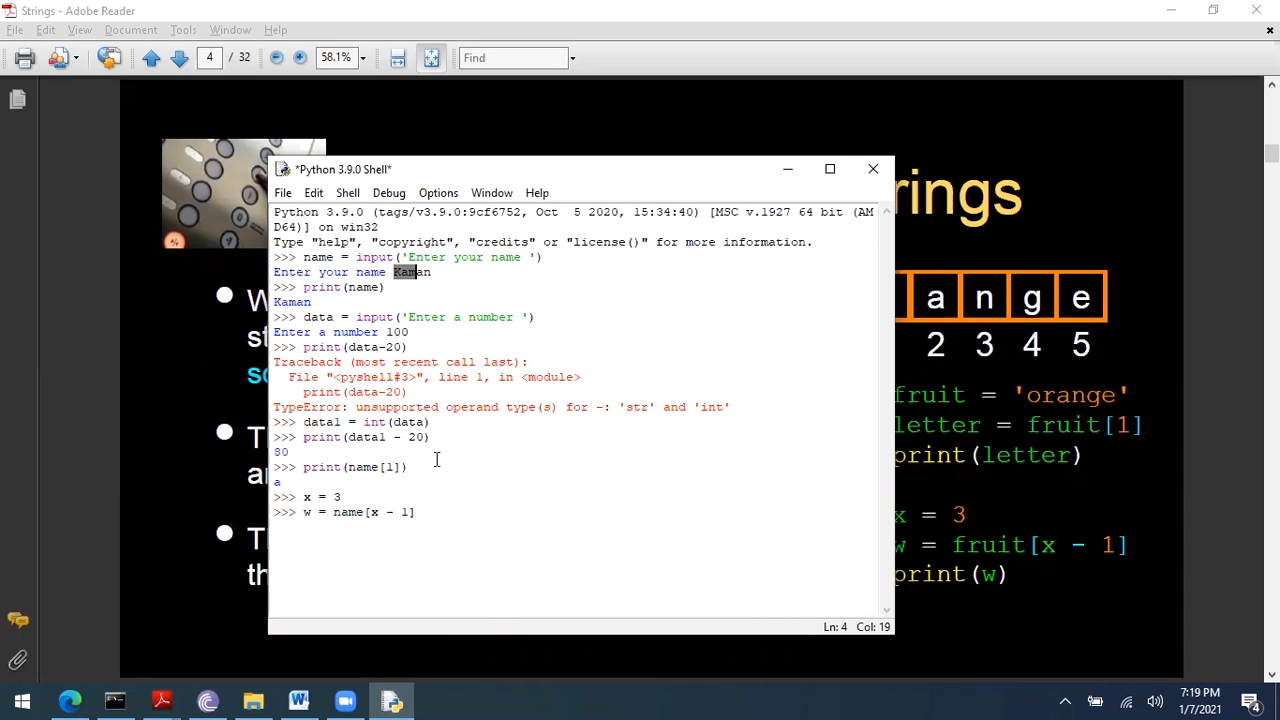 Strings - Adobe Reader
File Edit View Document Tools Window Help
4 / 32 58.1% Find
rings
*Python 3.9.0 Shell*
File Edit Shell Debug Options Window Help
Python 3.9.0 (tags/v3.9.0:9cf6752, Oct  5 2020, 15:34:40) [MSC v.1927 64 bit (AM
D64)] on win32
Type "help", "copyright", "credits" or "license()" for more information.
>>> name = input('Enter your name ')
Enter your name Kaman
>>> print(name)
Kaman
>>> data = input('Enter a number ')
Enter a number 100
>>> print(data-20)
Traceback (most recent call last):
  File "<pyshell#3>", line 1, in <module>
    print(data-20)
TypeError: unsupported operand type(s) for -: 'str' and 'int'
>>> data1 = int(data)
>>> print(data1 - 20)
80
>>> print(name[1])
a
>>> x = 3
>>> w = name[x - 1]
Ln: 4 Col: 19
W
st
so
T
ar
T
th
a n g e
2 3 4 5
fruit = 'orange'
letter = fruit[1]
print(letter)
x = 3
w = fruit[x - 1]
print(w)
7:19 PM
1/7/2021
4